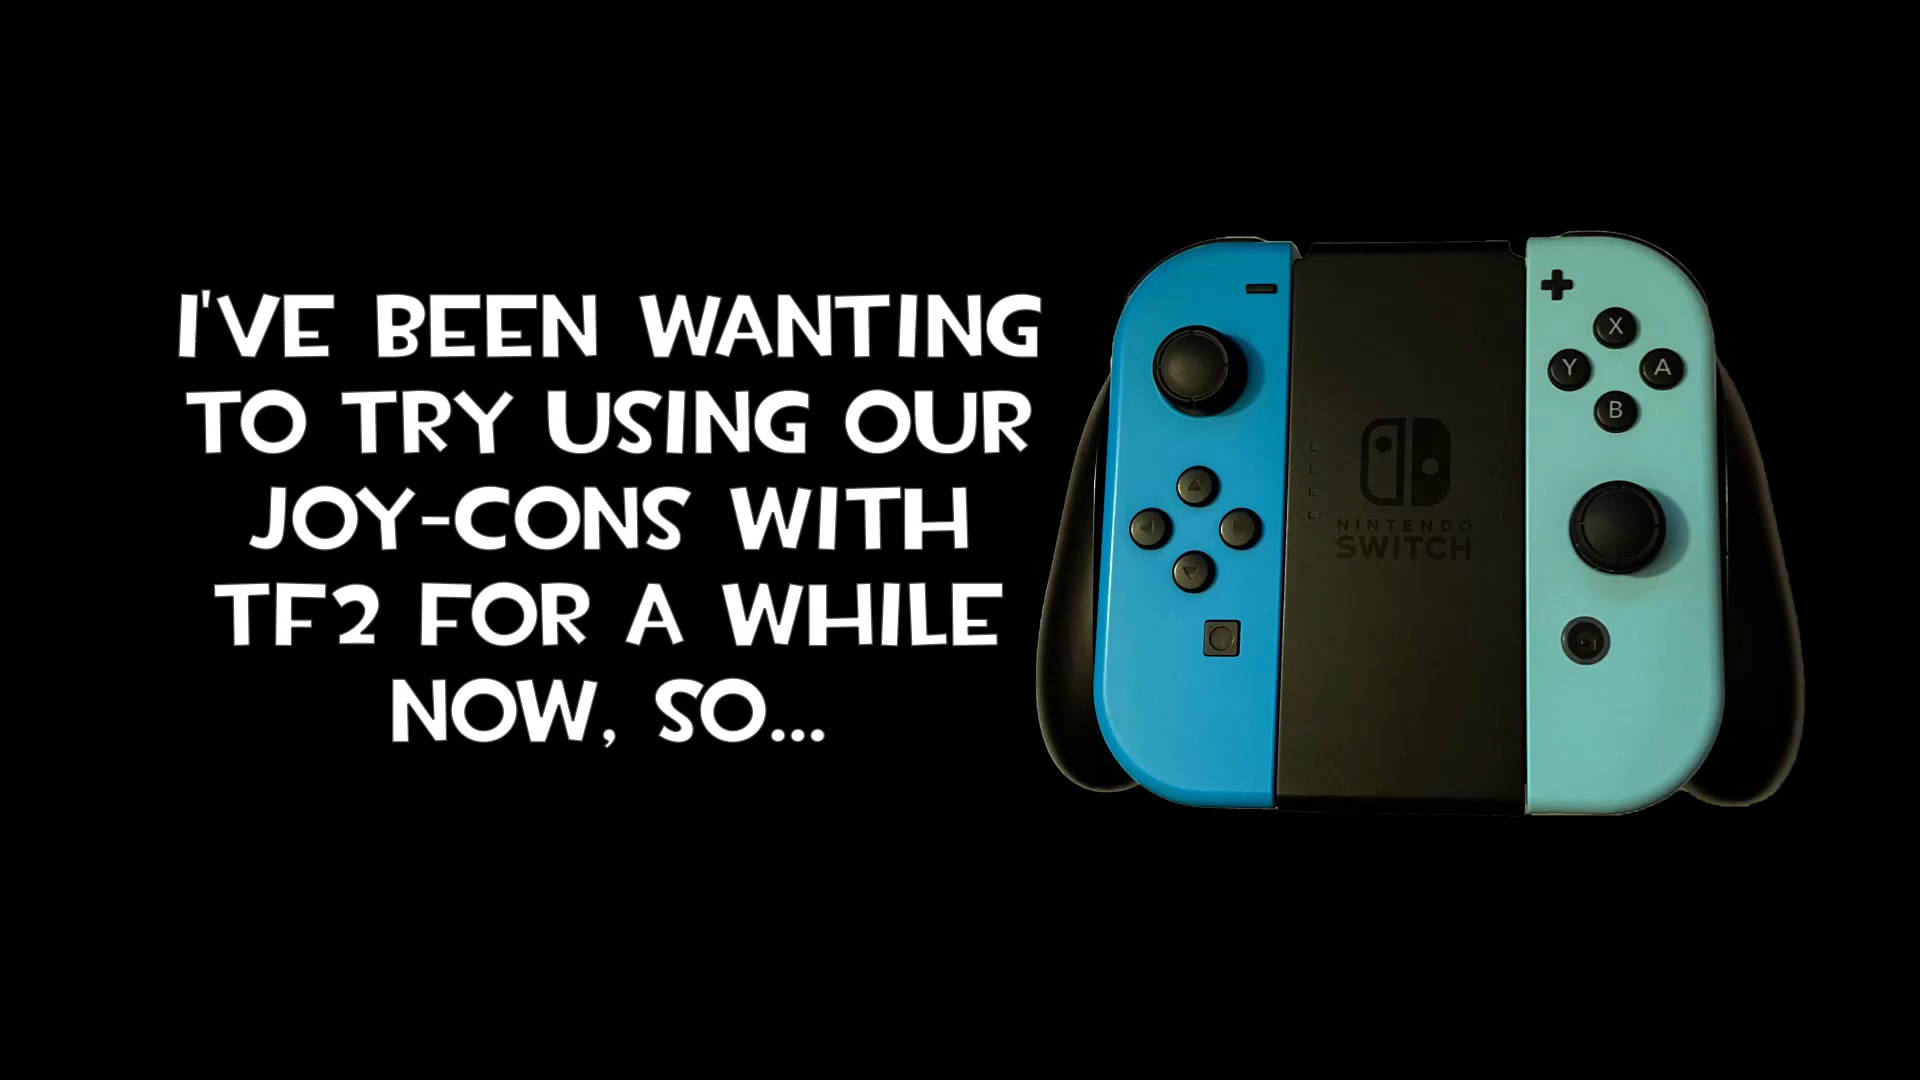 I'VE BEEN WANTING
TO TRY USING OUR
JOY-CONS WITH
TF2 FOR A WHILE
NOW, SO...
X
Y
A
B
NINTENDO
SWITCH